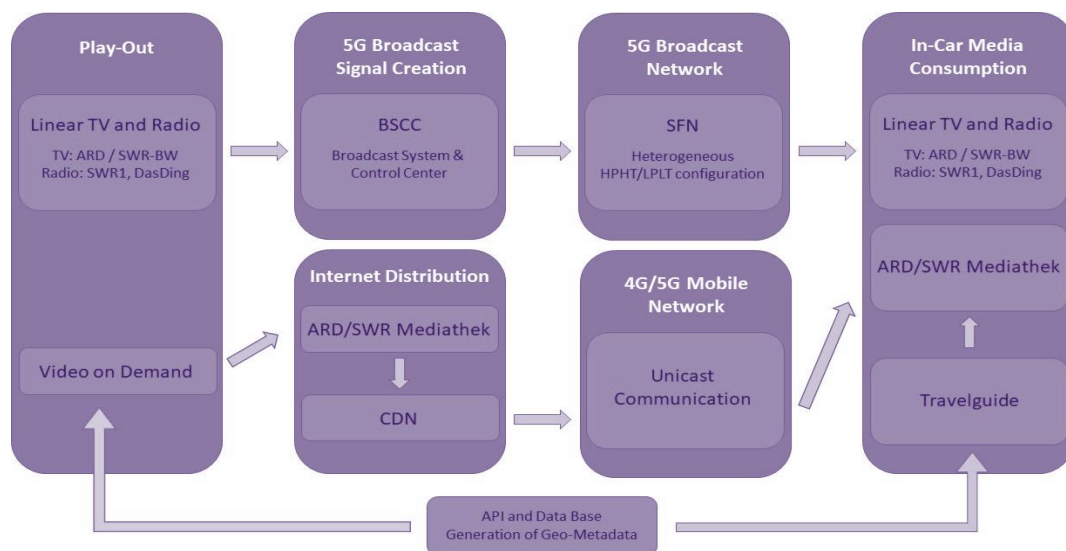 Play-Out
Linear TV and Radio
TV: ARD / SWR-BW
Radio: SWR1, DasDing
Video on Demand
5G Broadcast
Signal Creation
BSCC
Broadcast System &
Control Center
Internet Distribution
ARD/SWR Mediathek
CDN
5G Broadcast
Network
SFN
Heterogeneous
HPHT/LPLT configuration
4G/5G Mobile
Network
Unicast
Communication
In-Car Media
Consumption
Linear TV and Radio
TV: ARD / SWR-BW
Radio: SWR1, DasDing
ARD/SWR Mediathek
Travelguide
API and Data Base
Generation of Geo-Metadata